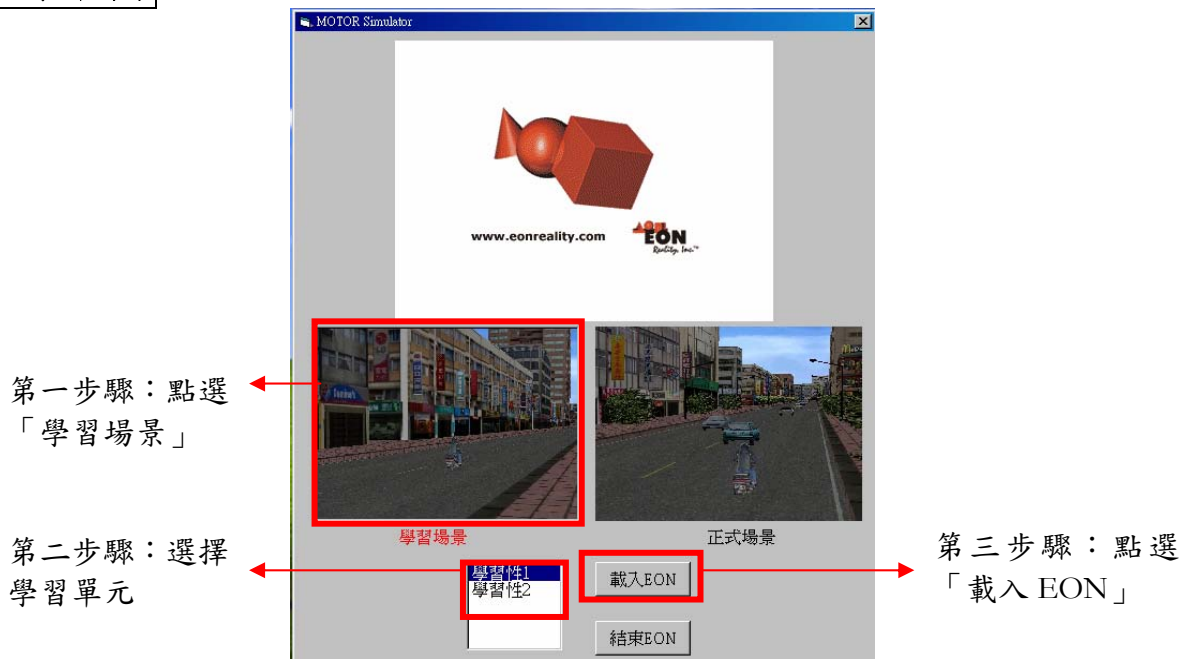 MOTOR Simulator
www.eonreality.com
EON
Reality, Inc.™
第一步驟：點選
「學習場景」
學習場景
正式場景
第二步驟：選擇
學習單元
學習性1
學習性2
載入EON
第三步驟：點選
「載入 EON」
結束EON